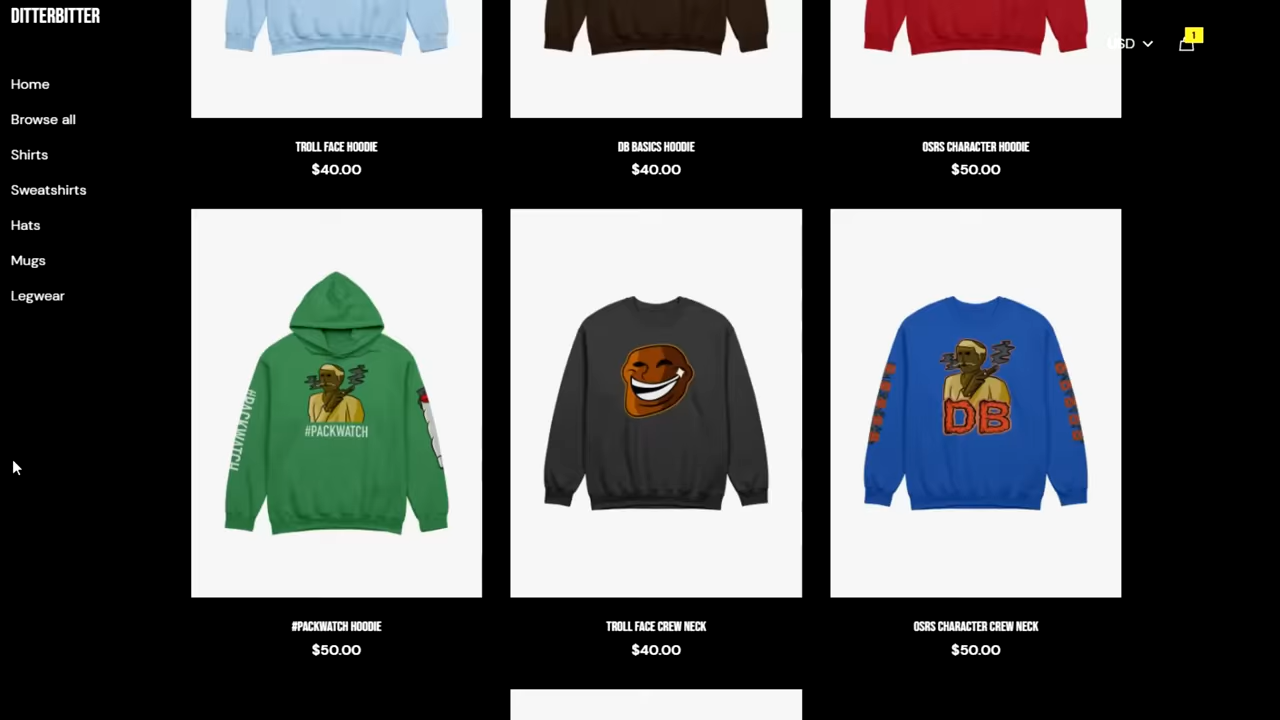 DITTERBITTER
USD
1
Home
Browse all
Shirts
Sweatshirts
Hats
Mugs
Legwear
TROLL FACE HOODIE
$40.00
DB BASICS HOODIE
$40.00
OSRS CHARACTER HOODIE
$50.00
#PACKWATCH
#PACKWATCH
DB
#PACKWATCH HOODIE
$50.00
TROLL FACE CREW NECK
$40.00
OSRS CHARACTER CREW NECK
$50.00